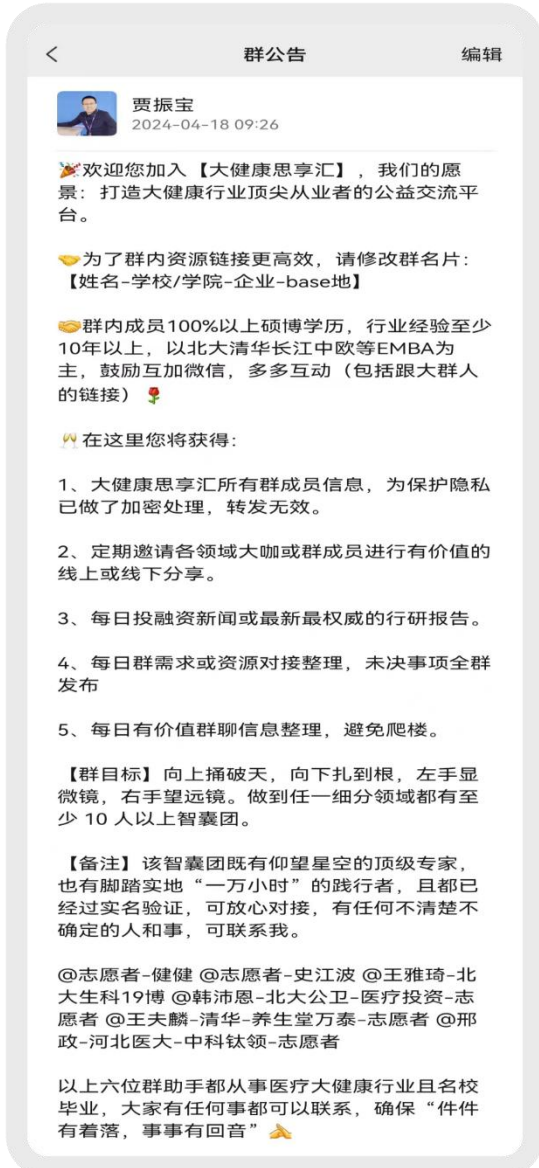 群公告
编辑
贾振宝
2024-04-18 09:26
🎉欢迎您加入【大健康思享汇】，我们的愿
景：打造大健康行业顶尖从业者的公益交流平
台。
🤝为了群内资源链接更高效，请修改群名片：
【姓名-学校/学院-企业-base地】
🤝群内成员100%以上硕博学历，行业经验至少
10年以上，以北大清华长江中欧等EMBA为
主，鼓励互加微信，多多互动（包括跟大群人
的链接）🌹
🥂在这里您将获得：
1、大健康思享汇所有群成员信息，为保护隐私
已做了加密处理，转发无效。
2、定期邀请各领域大咖或群成员进行有价值的
线上或线下分享。
3、每日投融资新闻或最新最权威的行研报告。
4、每日群需求或资源对接整理，未决事项全群
发布
5、每日有价值群聊信息整理，避免爬楼。
【群目标】向上捅破天，向下扎到根，左手显
微镜，右手望远镜。做到任一细分领域都有至
少 10 人以上智囊团。
【备注】该智囊团既有仰望星空的顶级专家，
也有脚踏实地“一万小时”的践行者，且都已
经过实名验证，可放心对接，有任何不清楚不
确定的人和事，可联系我。
@志愿者-健健 @志愿者-史江波 @王雅琦-北
大生科19博 @韩沛恩-北大公卫-医疗投资-志
愿者 @王夫麟-清华-养生堂万泰-志愿者 @邢
政-河北医大-中科钛领-志愿者
以上六位群助手都从事医疗大健康行业且名校
毕业，大家有任何事都可以联系，确保“件件
有着落，事事有回音”🙏